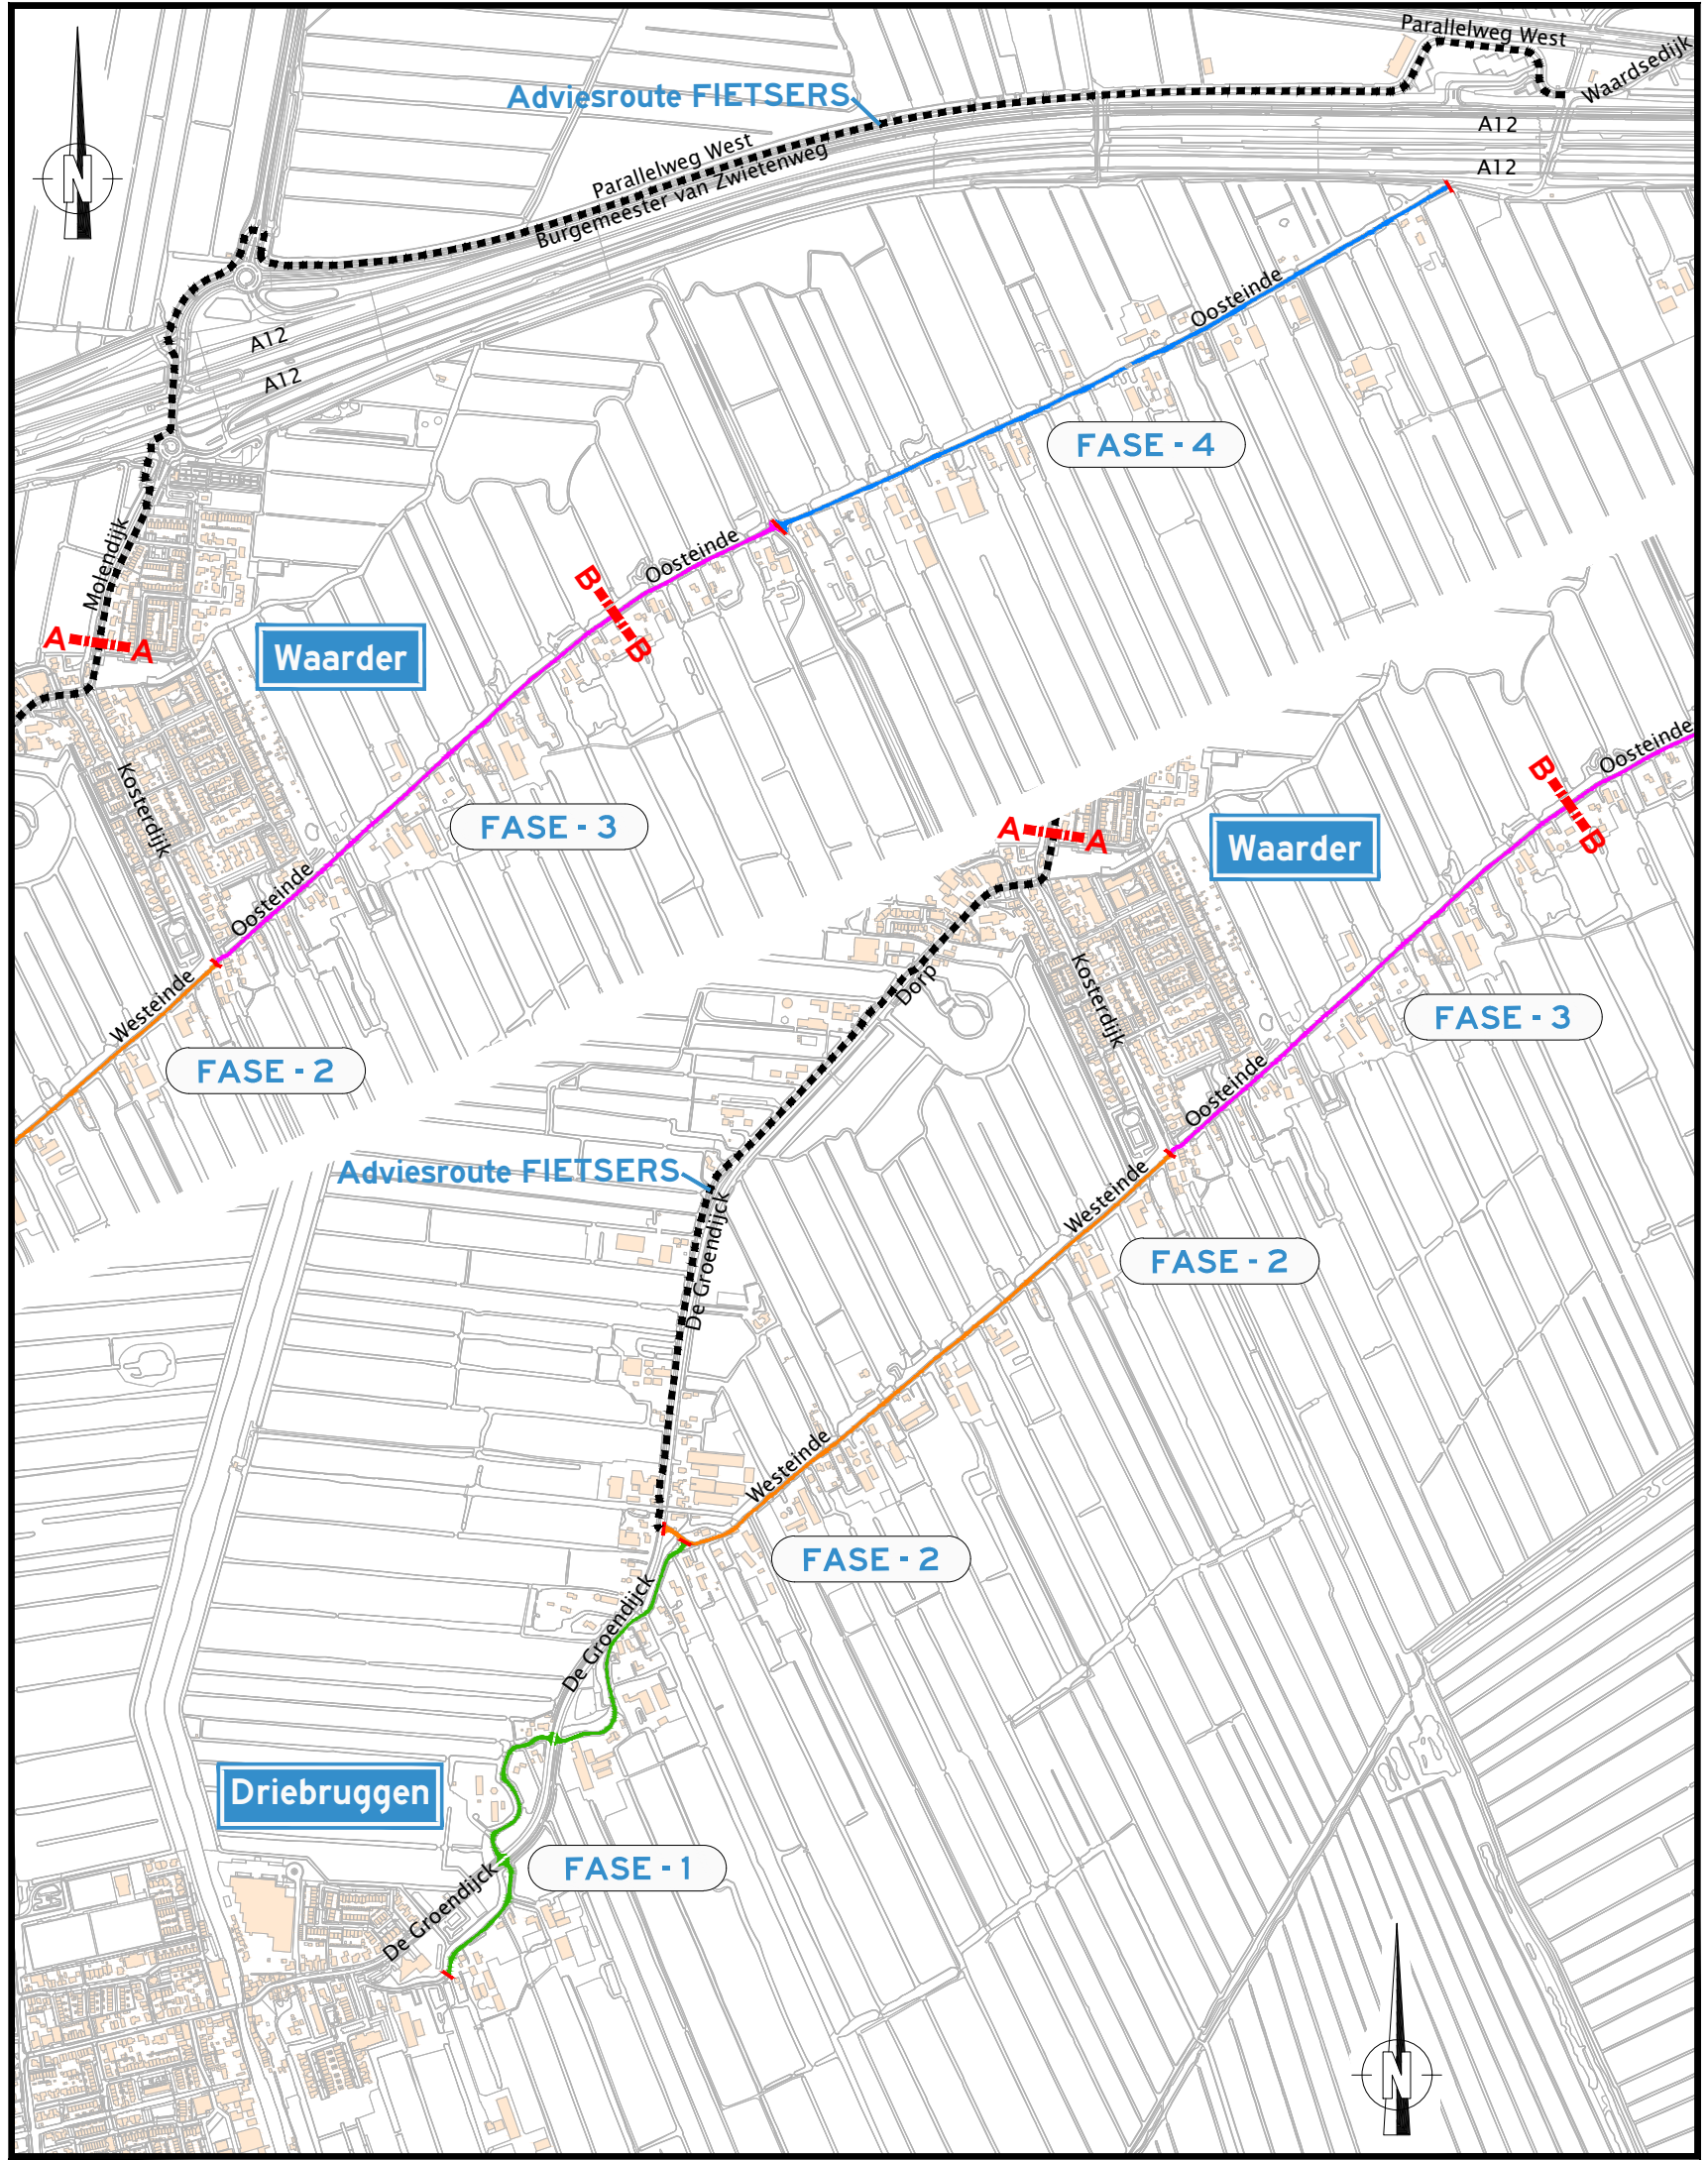 Parallelweg West
Waardsedijk
Adviesroute FIETSERS
A12
A12
Parallelweg West
Burgemeester van Zwietenweg
N
Oosteinde
A12
A12
FASE - 4
Molendijk
Oosteinde
B
B
A
A
Waarder
Kosterdijk
FASE - 3
Oosteinde
Westeinde
FASE - 2
Oosteinde
B
B
A
A
Waarder
Dorp
Kosterdijk
FASE - 3
Oosteinde
Westeinde
Adviesroute FIETSERS
De Groendijck
FASE - 2
Westeinde
FASE - 2
De Groendijck
Driebruggen
FASE - 1
De Groendijck
N